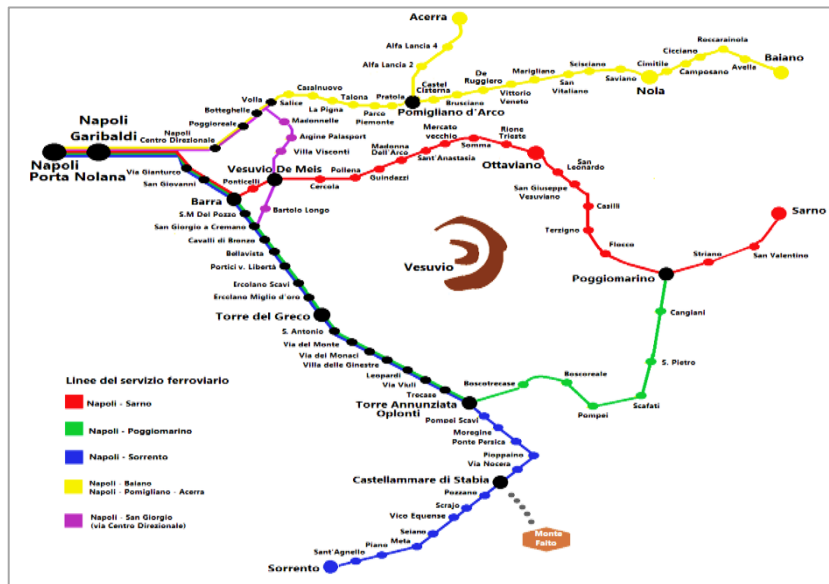 Acerra
Alfa Lancia 4
Alfa Lancia 2
Roccarainola
Cicciano
Baiano
Cimitile
Avella
Camposano
Nola
Saviano
Scisciano
San
Vitaliano
Marigliano
Vittorio
Veneto
De
Ruggiero
Brusciano
Castel
Cisterna
Pomigliano d'Arco
Pratola
Parco
Piemonte
Talona
La Pigna
Casalnuovo
Salice
Volla
Botteghelle
Poggioreale
Napoli
Centro Direzionale
Madonnelle
Argine Palasport
Villa Visconti
Napoli
Garibaldi
Napoli
Porta Nolana
Via Gianturco
San Giovanni
Barra
Ponticelli
Vesuvio De Meis
Cercola
Pollena
Guindazzi
Madonna
Dell'Arco
Sant'Anastasia
Mercato
vecchio
Somma
Rione
Trieste
Ottaviano
San
Leonardo
San Giuseppe
Vesuviano
Casilli
Terzigno
Flocco
Poggiomarino
Striano
San Valentino
Sarno
Bartolo Longo
S.M Del Pozzo
San Giorgio a Cremano
Cavalli di Bronzo
Bellavista
Portici v. Libertà
Ercolano Scavi
Ercolano Miglio d'oro
Torre del Greco
S. Antonio
Via del Monte
Via dei Monaci
Villa delle Ginestre
Leopardi
Via Viuli
Trecase
Torre Annunziata
Oplonti
Vesuvio
Cangiani
S. Pietro
Scafati
Pompei
Boscoreale
Boscotrecase
Pompei Scavi
Moregine
Ponte Persica
Pioppaino
Via Nocera
Castellammare di Stabia
Pozzano
Scrajo
Vico Equense
Seiano
Meta
Piano
Sant'Agnello
Sorrento
Monte
Faito
Linee del servizio ferroviario
Napoli - Sarno
Napoli - Poggiomarino
Napoli - Sorrento
Napoli - Baiano
Napoli - Pomigliano - Acerra
Napoli - San Giorgio
(via Centro Direzionale)